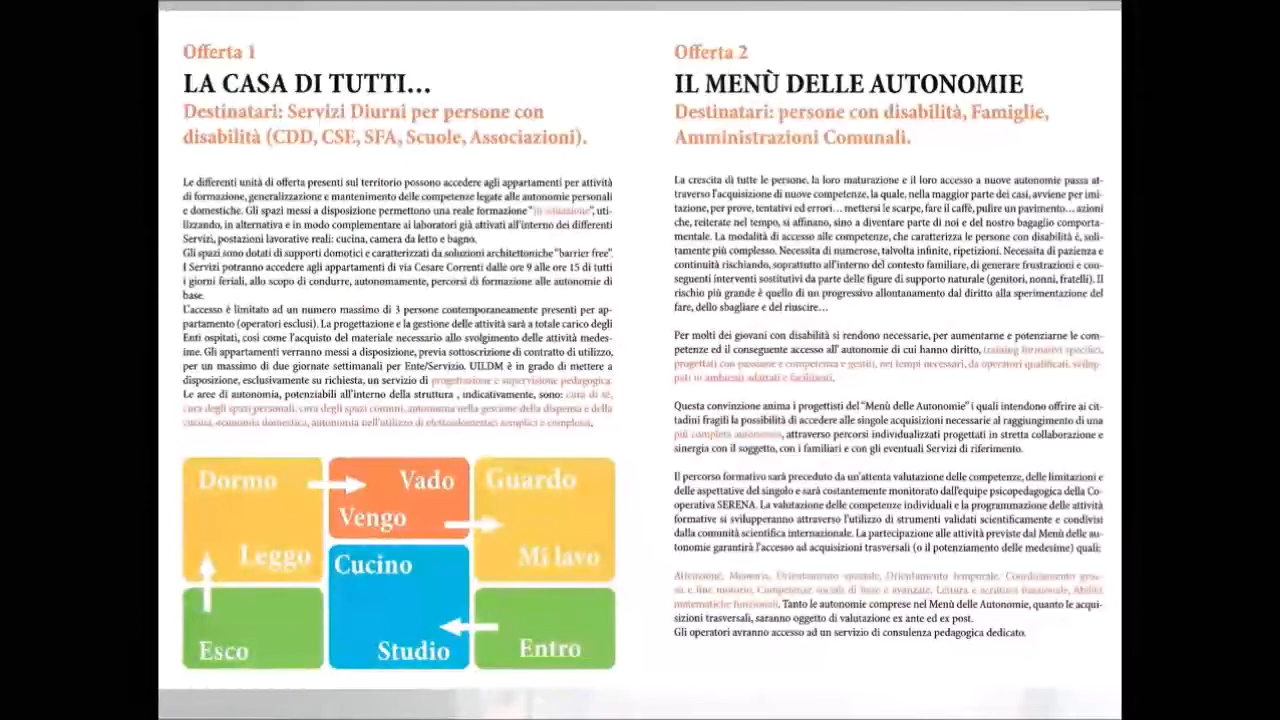 Offerta 1
LA CASA DI TUTTI…
Destinatari: Servizi Diurni per persone con
disabilità (CDD, CSE, SFA, Scuole, Associazioni).
Le differenti unità di offerta presenti sul territorio possono accedere agli appartamenti per attività
di formazione, generalizzazione e mantenimento delle competenze legate alle autonomie personali
e domestiche. Gli spazi messi a disposizione permettono una reale formazione "in situazione", uti-
lizzando, in alternativa e in modo complementare ai laboratori già attivati all'interno dei differenti
Servizi, postazioni lavorative reali: cucina, camera da letto e bagno.
Gli spazi sono dotati di supporti domotici e caratterizzati da soluzioni architettoniche "barrier free".
I Servizi potranno accedere agli appartamenti di via Cesare Correnti dalle ore 9 alle ore 15 di tutti
i giorni feriali, allo scopo di condurre, autonomamente, percorsi di formazione alle autonomie di
base.
L'accesso è limitato ad un numero massimo di 3 persone contemporaneamente presenti per ap-
partamento (operatori esclusi). La progettazione e la gestione delle attività sarà a totale carico degli
Enti ospitati, così come l'acquisto del materiale necessario allo svolgimento delle attività medes-
ime. Gli appartamenti verranno messi a disposizione, previa sottoscrizione di contratto di utilizzo,
per un massimo di due giornate settimanali per Ente/Servizio. UILDM è in grado di mettere a
disposizione, esclusivamente su richiesta, un servizio di progettazione e supervisione pedagogica.
Le aree di autonomia, potenziabili all'interno della struttura , indicativamente, sono: cura di sè,
cura degli spazi personali, cura degli spazi comuni, autonomia nella gestione della dispensa e della
cucina, economia domestica, autonomia nell'utilizzo di elettrodomestici semplici e complessi.
Dormo
Vado
Guardo
Vengo
Leggo
Cucino
Mi lavo
Esco
Studio
Entro
Offerta 2
IL MENÙ DELLE AUTONOMIE
Destinatari: persone con disabilità, Famiglie,
Amministrazioni Comunali.
La crescita di tutte le persone, la loro maturazione e il loro accesso a nuove autonomie passa at-
traverso l'acquisizione di nuove competenze, la quale, nella maggior parte dei casi, avviene per imi-
tazione, per prove, tentativi ed errori… mettersi le scarpe, fare il caffè, pulire un pavimento… azioni
che, reiterate nel tempo, si affinano, sino a diventare parte di noi e del nostro bagaglio comporta-
mentale. La modalità di accesso alle competenze, che caratterizza le persone con disabilità è, soli-
tamente più complesso. Necessita di numerose, talvolta infinite, ripetizioni. Necessita di pazienza e
continuità rischiando, soprattutto all'interno del contesto familiare, di generare frustrazioni e con-
seguenti interventi sostitutivi da parte delle figure di supporto naturale (genitori, nonni, fratelli). Il
rischio più grande è quello di un progressivo allontanamento dal diritto alla sperimentazione del
fare, dello sbagliare e del riuscire…
Per molti dei giovani con disabilità si rendono necessarie, per aumentarne e potenziarne le com-
petenze ed il conseguente accesso all' autonomie di cui hanno diritto, training formativi specifici,
progettati con passione e competenza e gestiti, nei tempi necessari, da operatori qualificati, svilup-
pati in ambienti adattati e facilitanti.
Questa convinzione anima i progettisti del "Menù delle Autonomie" i quali intendono offrire ai cit-
tadini fragili la possibilità di accedere alle singole acquisizioni necessarie al raggiungimento di una
più completa autonomia, attraverso percorsi individualizzati progettati in stretta collaborazione e
sinergia con il soggetto, con i familiari e con gli eventuali Servizi di riferimento.
Il percorso formativo sarà preceduto da un'attenta valutazione delle competenze, delle limitazioni e
delle aspettative del singolo e sarà costantemente monitorato dall'equipe psicopedagogica della Co-
operativa SERENA. La valutazione delle competenze individuali e la programmazione delle attività
formative si svilupperanno attraverso l'utilizzo di strumenti validati scientificamente e condivisi
dalla comunità scientifica internazionale. La partecipazione alle attività previste dal Menù delle au-
tonomie garantirà l'accesso ad acquisizioni trasversali (o il potenziamento delle medesime) quali:
Attenzione, Memoria, Orientamento spaziale, Orientamento temporale, Coordinamento gros-
so e fine motorio, Competenze sociali di base e avanzate, Lettura e scrittura funzionale, Abilità
matematiche funzionali. Tanto le autonomie comprese nel Menù delle Autonomie, quanto le acqui-
sizioni trasversali, saranno oggetto di valutazione ex ante ed ex post.
Gli operatori avranno accesso ad un servizio di consulenza pedagogica dedicato.